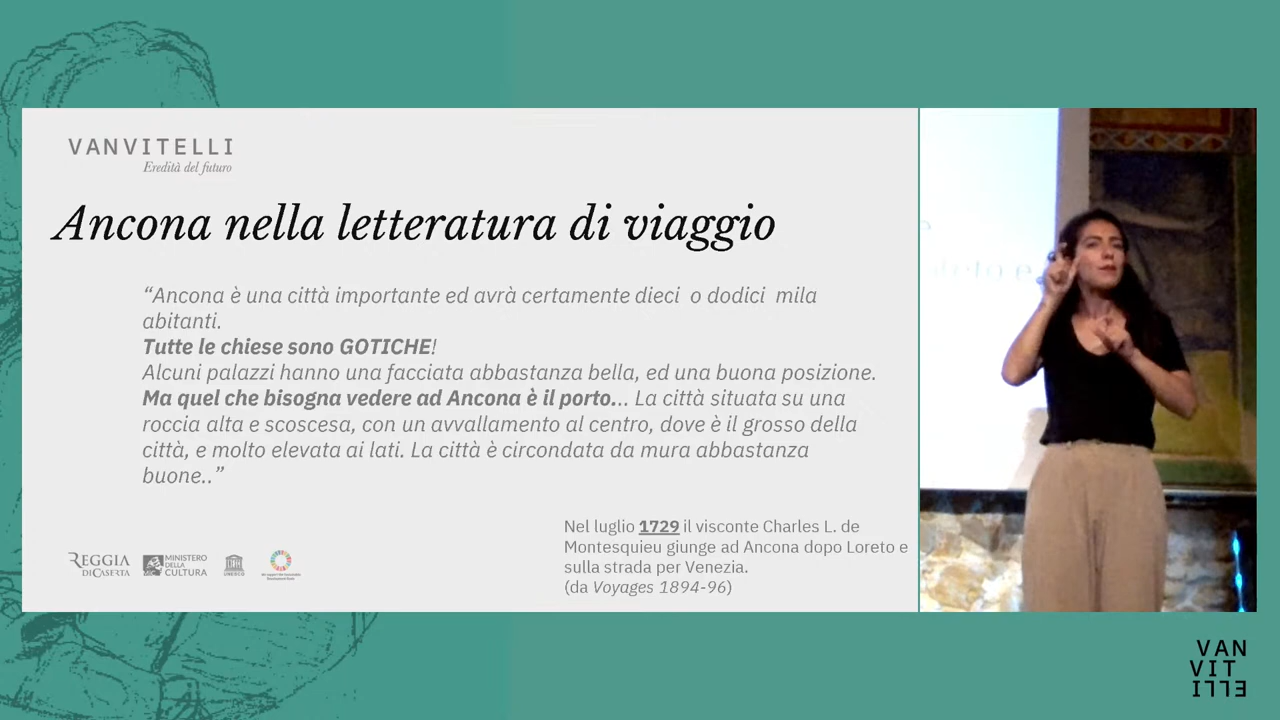 VANVITELLI
Eredità del futuro
Ancona nella letteratura di viaggio
“Ancona è una città importante ed avrà certamente dieci o dodici mila
abitanti.
Tutte le chiese sono GOTICHE!
Alcuni palazzi hanno una facciata abbastanza bella, ed una buona posizione.
Ma quel che bisogna vedere ad Ancona è il porto... La città situata su una
roccia alta e scoscesa, con un avvallamento al centro, dove è il grosso della
città, e molto elevata ai lati. La città è circondata da mura abbastanza
buone..”
Nel luglio 1729 il visconte Charles L. de
Montesquieu giunge ad Ancona dopo Loreto e
sulla strada per Venezia.
(da Voyages 1894-96)
REGGIA
DI CASERTA
MINISTERO
DELLA
CULTURA
UNESCO
VAN
VIT
ELLI